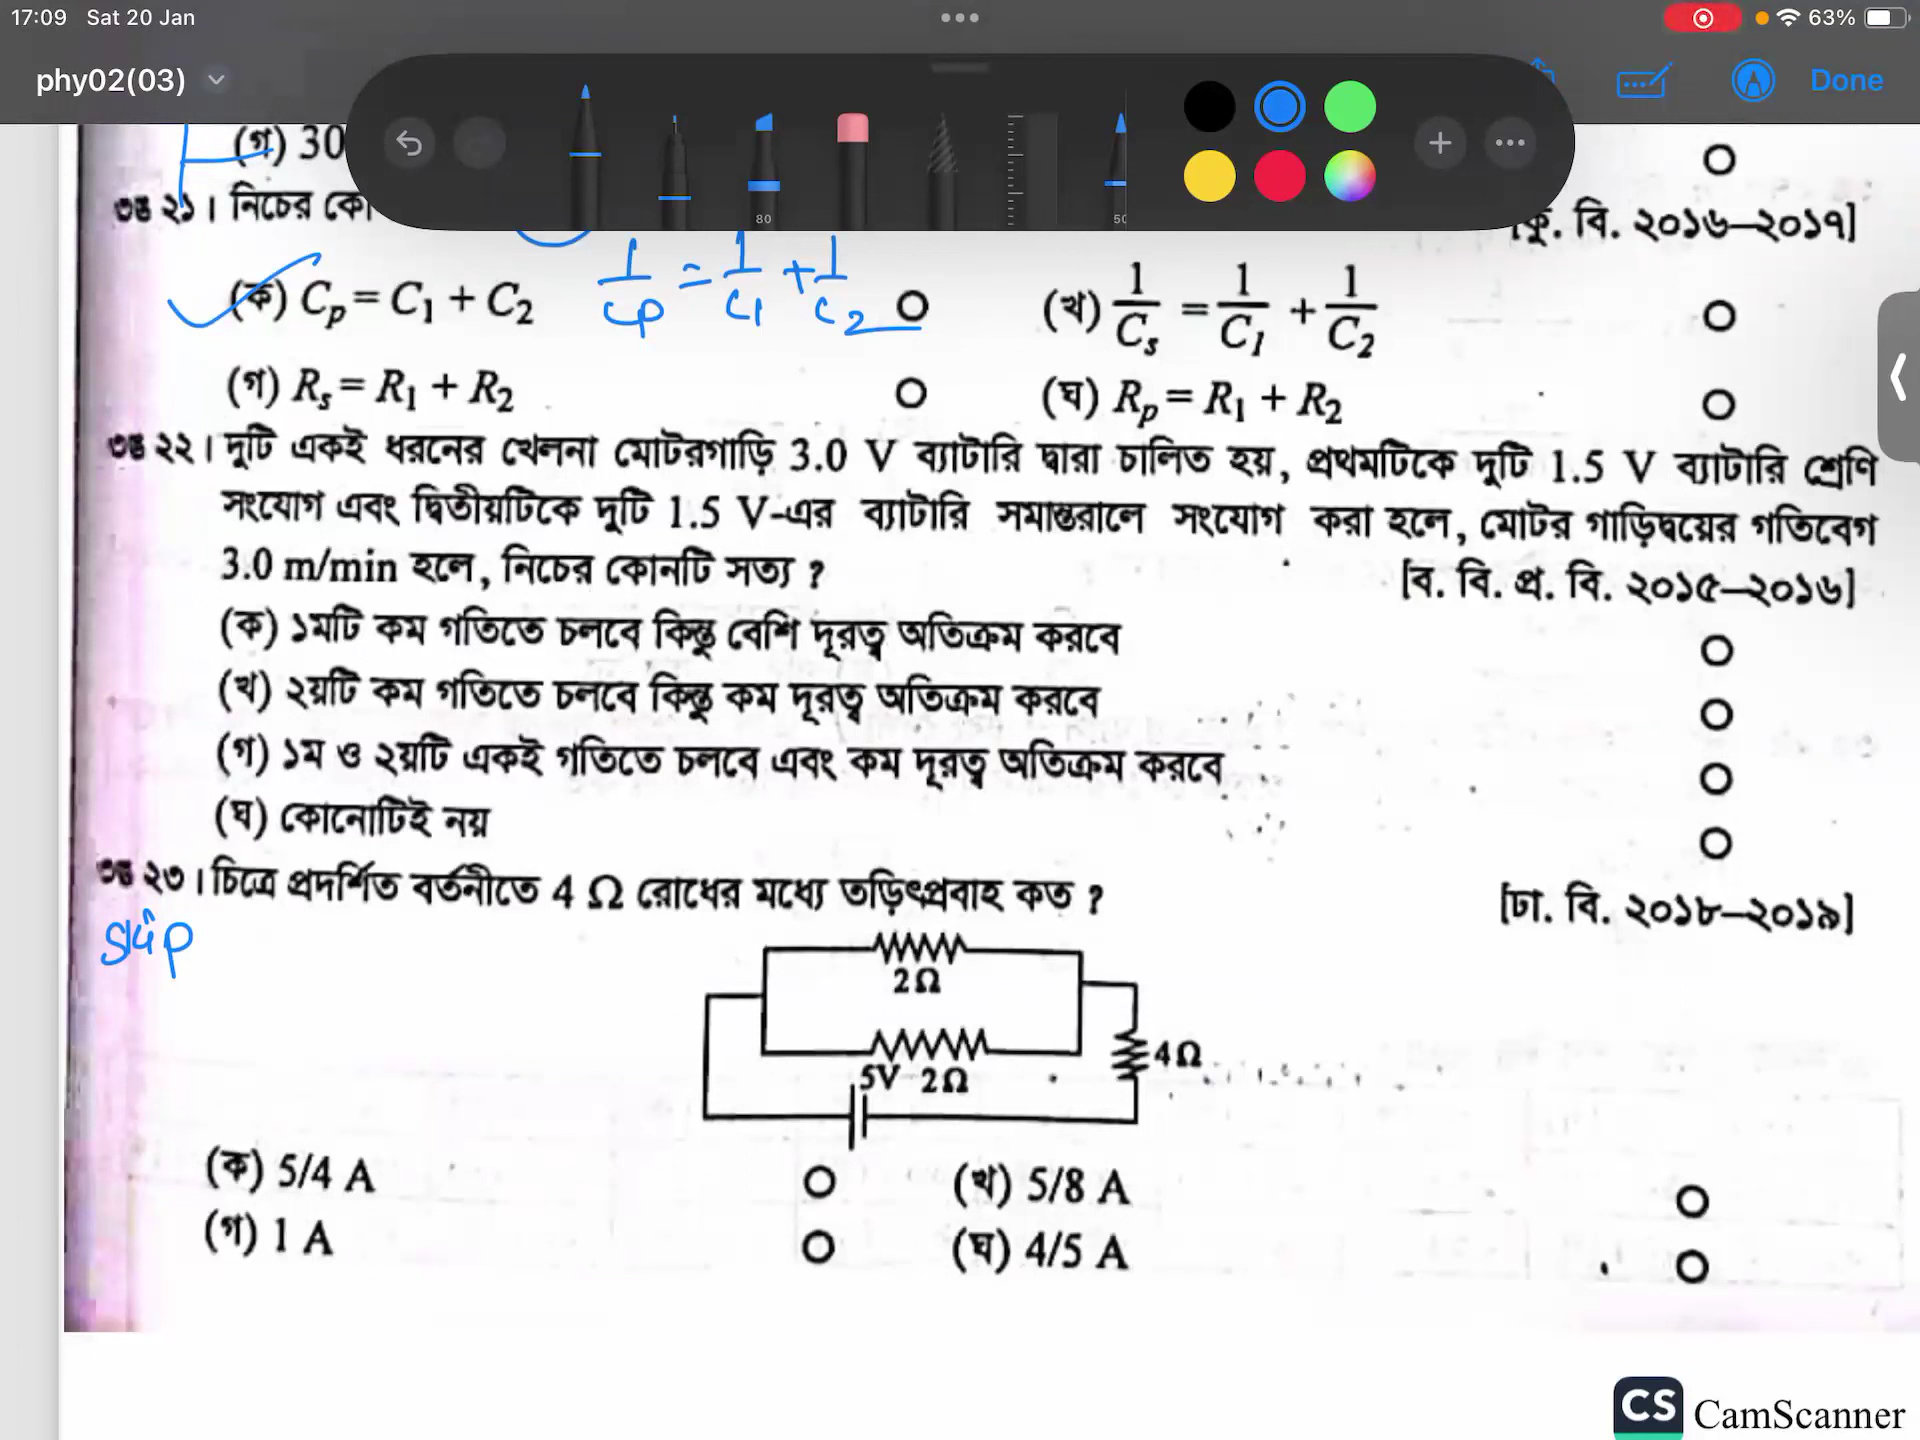 17:09 Sat 20 Jan
63%
phy02(03)
Done
80
50
(গ) 30
২১। নিচের কো
কু. বি. ২০১৬–২০১৭]
(ক) Cp = C1 + C2
1/Cp = 1/C1 + 1/C2
(খ) 1/Cs = 1/C1 + 1/C2
(গ) Rs = R1 + R2
(ঘ) Rp = R1 + R2
২২। দুটি একই ধরনের খেলনা মোটরগাড়ি 3.0 V ব্যাটারি দ্বারা চালিত হয়, প্রথমটিকে দুটি 1.5 V ব্যাটারি শ্রেণি
সংযোগ এবং দ্বিতীয়টিকে দুটি 1.5 V-এর ব্যাটারি সমান্তরালে সংযোগ করা হলে, মোটর গাড়িদ্বয়ের গতিবেগ
3.0 m/min হলে, নিচের কোনটি সত্য ?
[ব. বি. প্র. বি. ২০১৫–২০১৬]
(ক) ১মটি কম গতিতে চলবে কিন্তু বেশি দূরত্ব অতিক্রম করবে
(খ) ২য়টি কম গতিতে চলবে কিন্তু কম দূরত্ব অতিক্রম করবে
(গ) ১ম ও ২য়টি একই গতিতে চলবে এবং কম দূরত্ব অতিক্রম করবে
(ঘ) কোনোটিই নয়
২৩। চিত্রে প্রদর্শিত বর্তনীতে 4 Ω রোধের মধ্যে তড়িৎপ্রবাহ কত ?
[ঢা. বি. ২০১৮–২০১৯]
skip
2Ω
4Ω
5V 2Ω
(ক) 5/4 A
(খ) 5/8 A
(গ) 1 A
(ঘ) 4/5 A
CS CamScanner